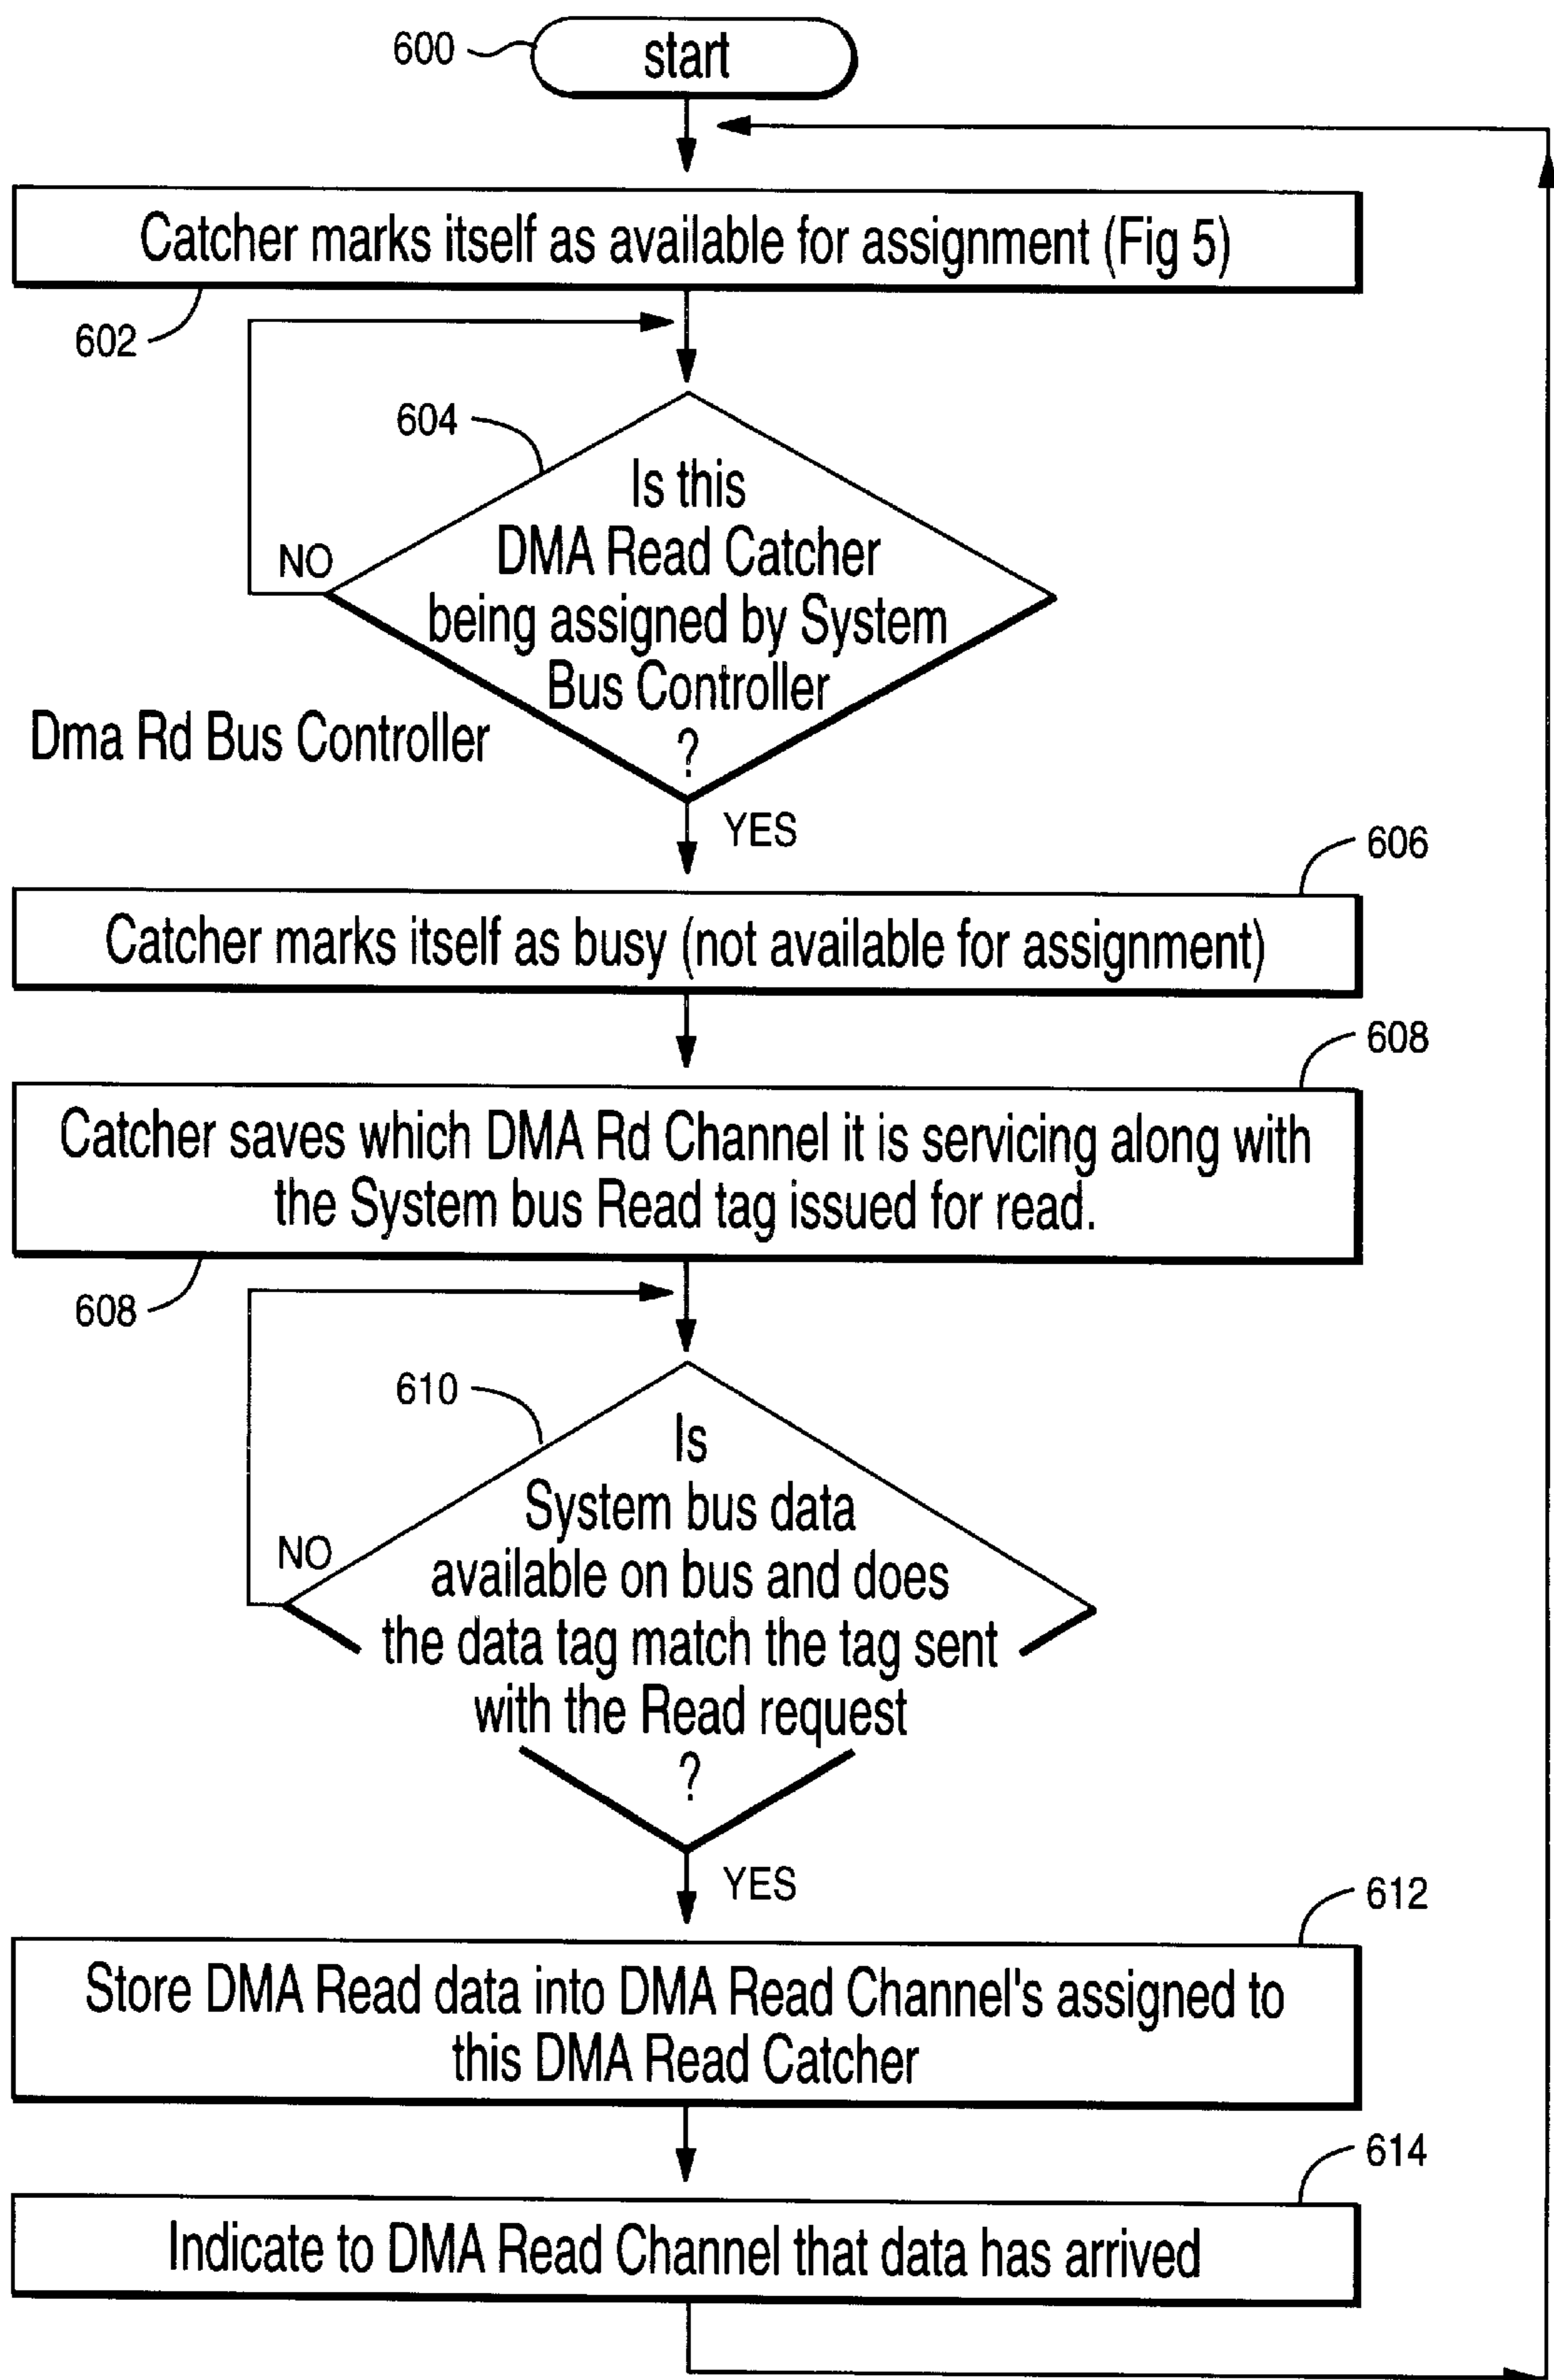 600
start
Catcher marks itself as available for assignment (Fig 5)
602
604
Is this
DMA Read Catcher
being assigned by System
Bus Controller
?
NO
Dma Rd Bus Controller
YES
606
Catcher marks itself as busy (not available for assignment)
608
Catcher saves which DMA Rd Channel it is servicing along with
the System bus Read tag issued for read.
608
610
Is
System bus data
available on bus and does
the data tag match the tag sent
with the Read request
?
NO
YES
612
Store DMA Read data into DMA Read Channel's assigned to
this DMA Read Catcher
614
Indicate to DMA Read Channel that data has arrived